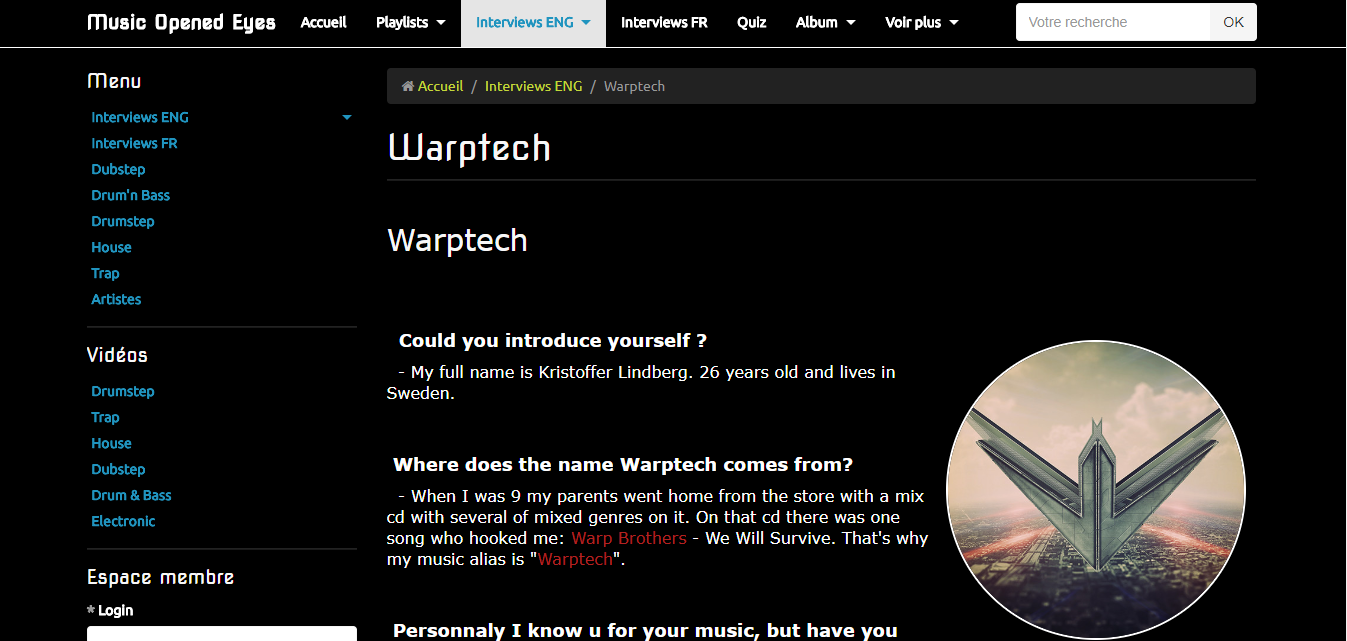 Music Opened Eyes Accueil Playlists Interviews ENG Interviews FR Quiz Album Voir plus Votre recherche OK
Menu
Interviews ENG
Interviews FR
Dubstep
Drum'n Bass
Drumstep
House
Trap
Artistes
Vidéos
Drumstep
Trap
House
Dubstep
Drum & Bass
Electronic
Espace membre
* Login
Accueil / Interviews ENG / Warptech
Warptech
Warptech
Could you introduce yourself ?
- My full name is Kristoffer Lindberg. 26 years old and lives in
Sweden.
Where does the name Warptech comes from?
- When I was 9 my parents went home from the store with a mix
cd with several of mixed genres on it. On that cd there was one
song who hooked me: Warp Brothers - We Will Survive. That's why
my music alias is "Warptech".
Personnaly I know u for your music, but have you